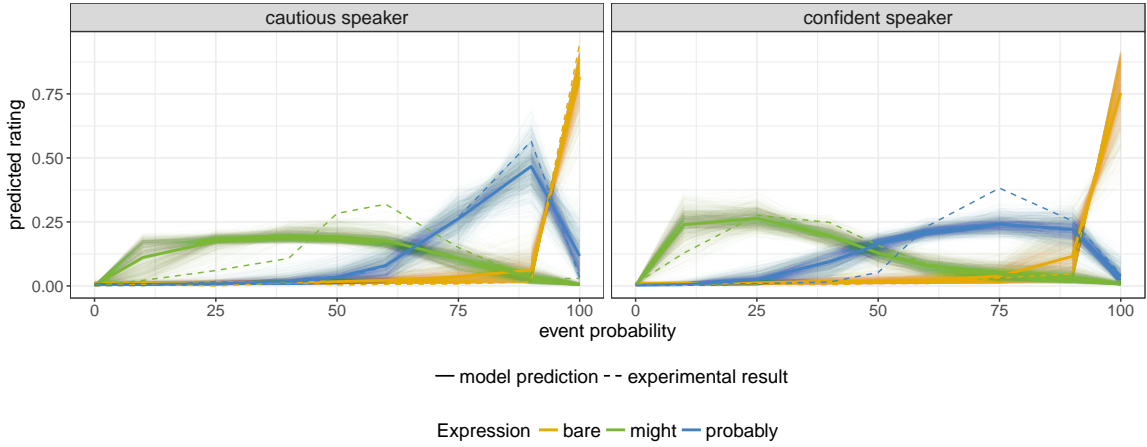 cautious speaker
confident speaker
predicted rating
0.75
0.50
0.25
0.00
0 25 50 75 100
0 25 50 75 100
event probability
model prediction experimental result
Expression bare might probably